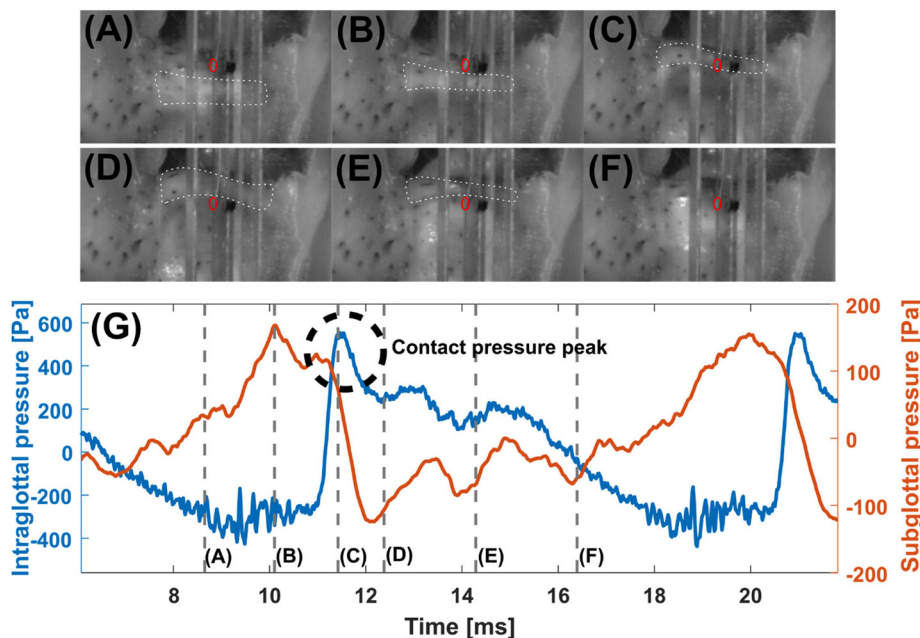 (A) (B) (C)
0 0 0
(D) (E) (F)
0 0 0
(G)
Contact pressure peak
Intraglottal pressure [Pa]
600
400
200
0
-200
-400
Subglottal pressure [Pa]
200
100
0
-100
-200
(A) (B) (C) (D) (E) (F)
8 10 12 14 16 18 20
Time [ms]